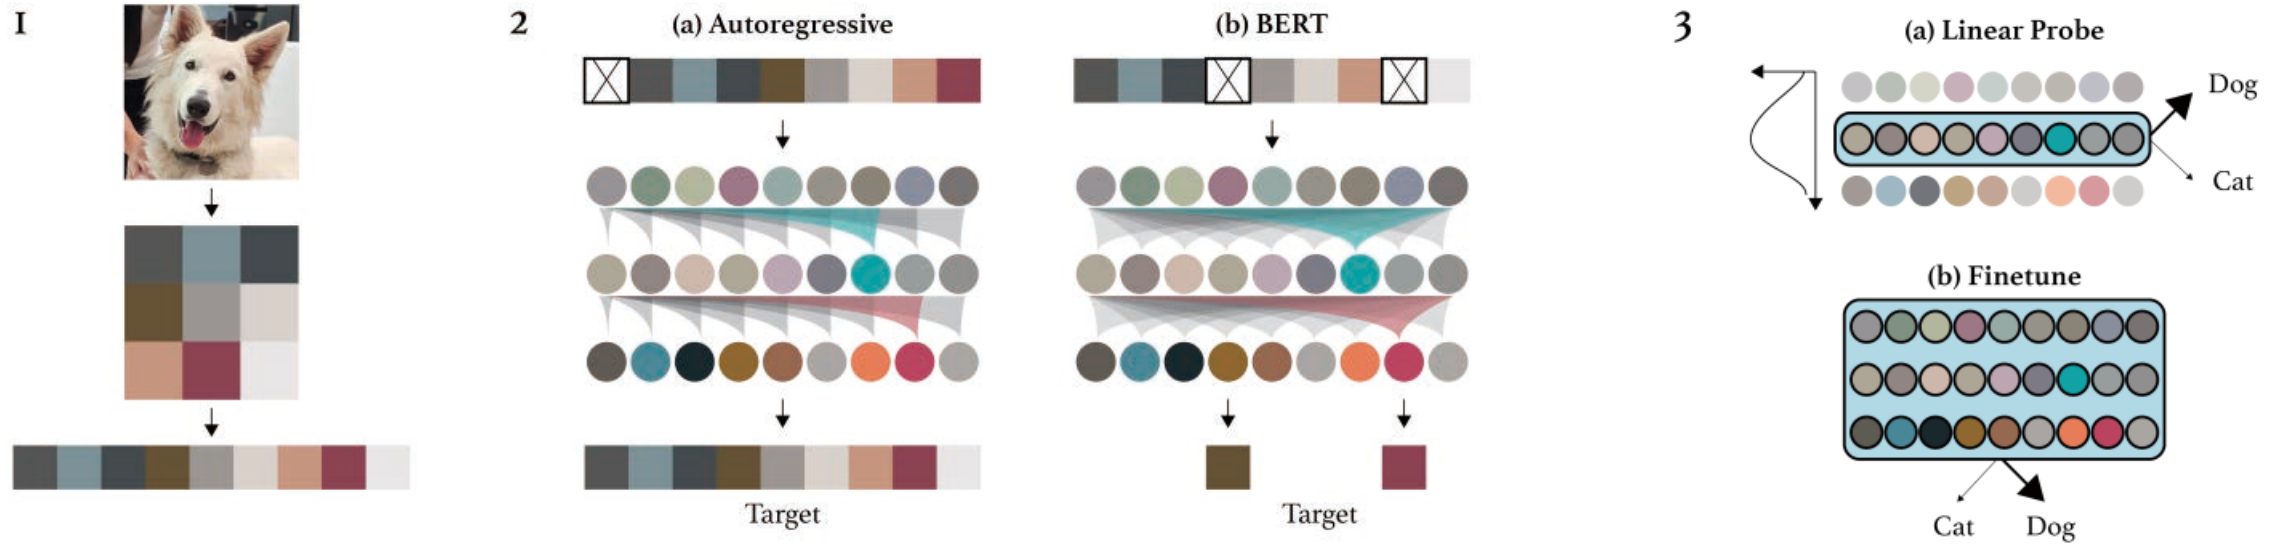 1
2
(a) Autoregressive
(b) BERT
Target
Target
3
(a) Linear Probe
Dog
Cat
(b) Finetune
Cat
Dog